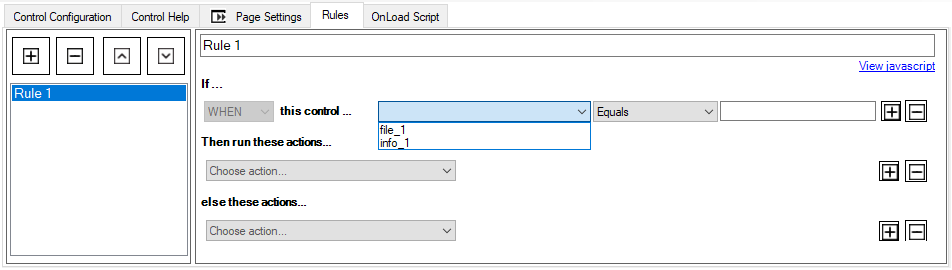 Control Configuration Control Help Page Settings Rules OnLoad Script
Rule 1
Rule 1
View javascript
If ...
WHEN this control ... Equals
file_1
info_1
Then run these actions...
Choose action...
else these actions...
Choose action...